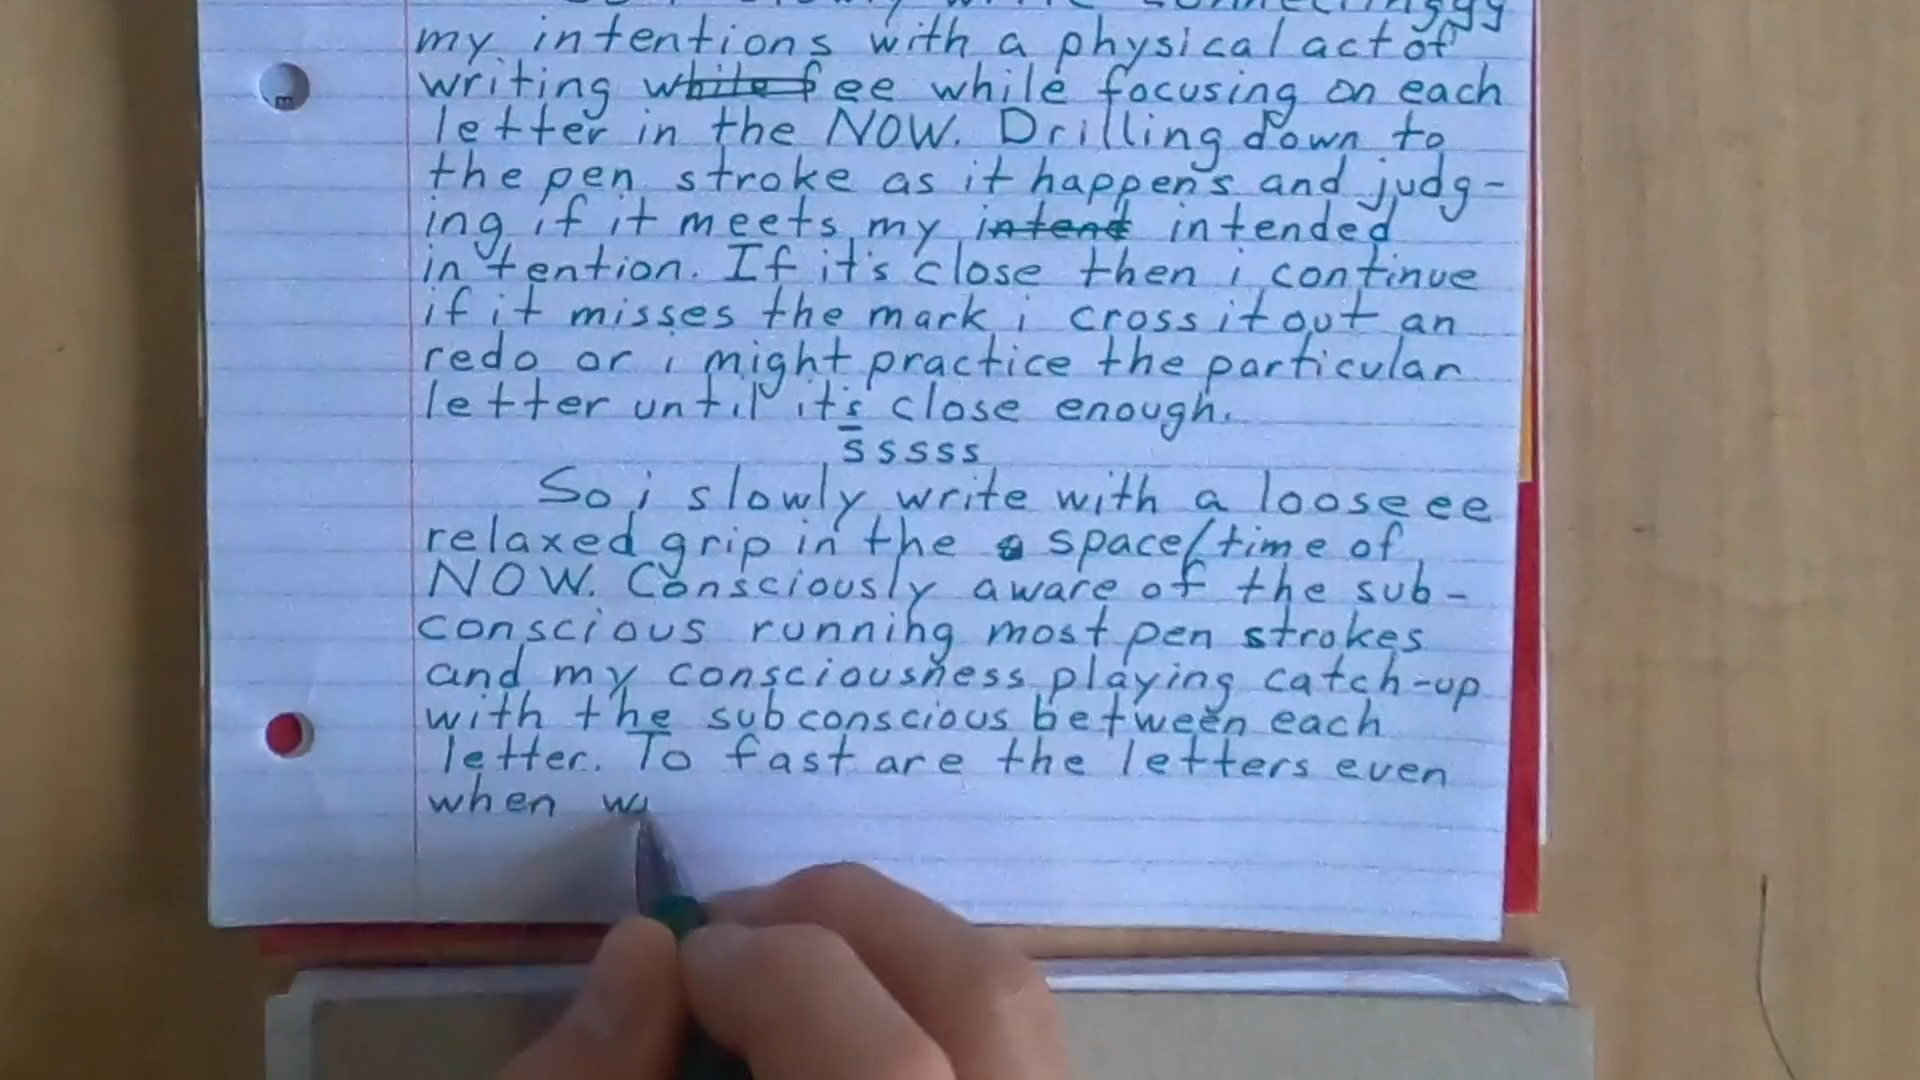 my intentions with a physical act of
writing while f ee while focusing on each
letter in the NOW. Drilling down to
the pen stroke as it happens and judg-
ing if it meets my intent intended
intention. If it's close then i continue
if it misses the mark i cross it out an
redo or i might practice the particular
letter until it's close enough.
s s s s s
So i slowly write with a loose ee
relaxed grip in the space/time of
NOW. Consciously aware of the sub-
conscious running most pen strokes
and my consciousness playing catch-up
with the subconscious between each
letter. To fast are the letters even
when w